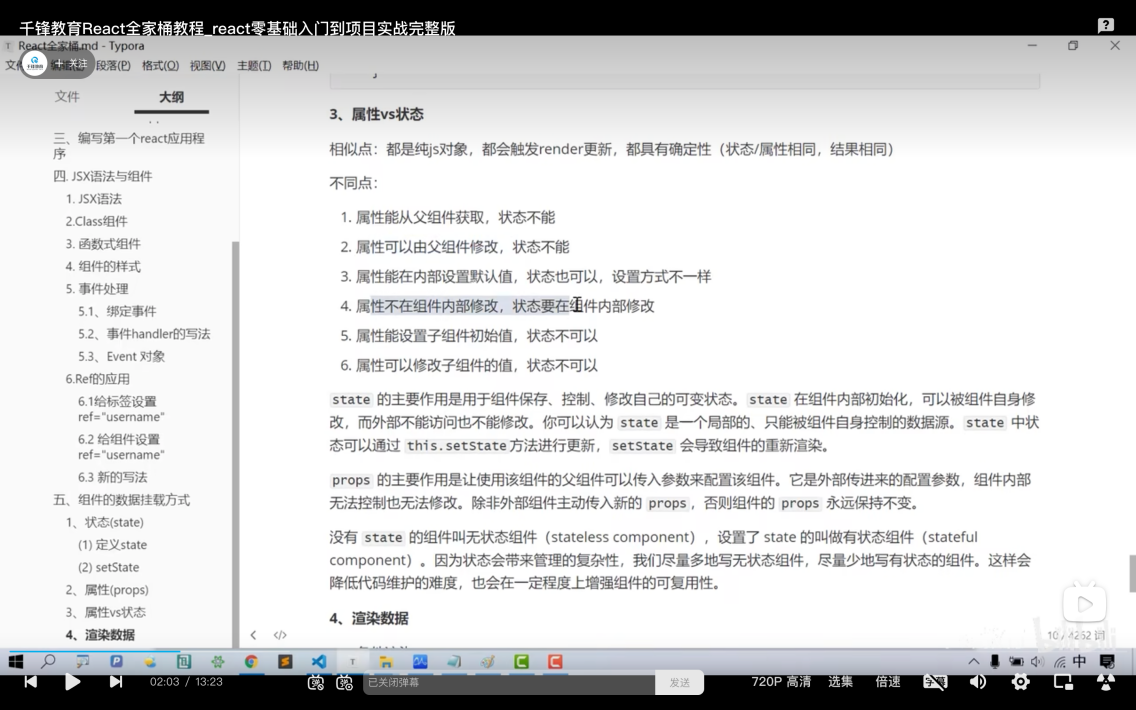 千锋教育React全家桶教程_react零基础入门到项目实战完整版
React全家桶.md - Typora
+ 关注
段落(P) 格式(O) 视图(V) 主题(T) 帮助(H)
文件 大纲
三、编写第一个react应用程
序
四. JSX语法与组件
1. JSX语法
2.Class组件
3. 函数式组件
4. 组件的样式
5. 事件处理
5.1、绑定事件
5.2、事件handler的写法
5.3、Event 对象
6.Ref的应用
6.1给标签设置
ref="username"
6.2 给组件设置
ref="username"
6.3 新的写法
五、组件的数据挂载方式
1、状态(state)
(1) 定义state
(2) setState
2、属性(props)
3、属性vs状态
4、渲染数据
3、属性vs状态
相似点：都是纯js对象，都会触发render更新，都具有确定性（状态/属性相同，结果相同）
不同点：
1. 属性能从父组件获取，状态不能
2. 属性可以由父组件修改，状态不能
3. 属性能在内部设置默认值，状态也可以，设置方式不一样
4. 属性不在组件内部修改，状态要在组件内部修改
5. 属性能设置子组件初始值，状态不可以
6. 属性可以修改子组件的值，状态不可以
state 的主要作用是用于组件保存、控制、修改自己的可变状态。state 在组件内部初始化，可以被组件自身修
改，而外部不能访问也不能修改。你可以认为 state 是一个局部的、只能被组件自身控制的数据源。state 中状
态可以通过 this.setState方法进行更新，setState 会导致组件的重新渲染。
props 的主要作用是让使用该组件的父组件可以传入参数来配置该组件。它是外部传进来的配置参数，组件内部
无法控制也无法修改。除非外部组件主动传入新的 props，否则组件的 props 永远保持不变。
没有 state 的组件叫无状态组件（stateless component），设置了 state 的叫做有状态组件（stateful
component）。因为状态会带来管理的复杂性，我们尽量多地写无状态组件，尽量少地写有状态的组件。这样会
降低代码维护的难度，也会在一定程度上增强组件的可复用性。
4、渲染数据
中
02:03 / 13:23
已关闭弹幕
发送
720P 高清 选集 倍速 字幕